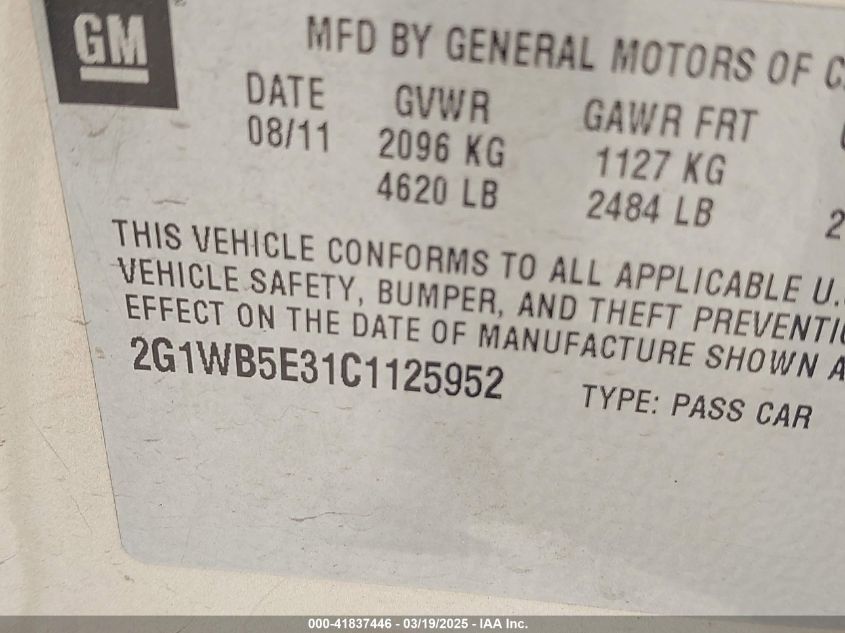 GM
MFD BY GENERAL MOTORS OF
DATE GVWR GAWR FRT
08/11 2096 KG 1127 KG
4620 LB 2484 LB 2
THIS VEHICLE CONFORMS TO ALL APPLICABLE U.
VEHICLE SAFETY, BUMPER, AND THEFT
EFFECT ON THE DATE OF MANUFACTURE SHOWN
2G1WB5E31C1125952 TYPE: PASS CAR
000-41837446 - 03/19/2025 - IAA Inc.